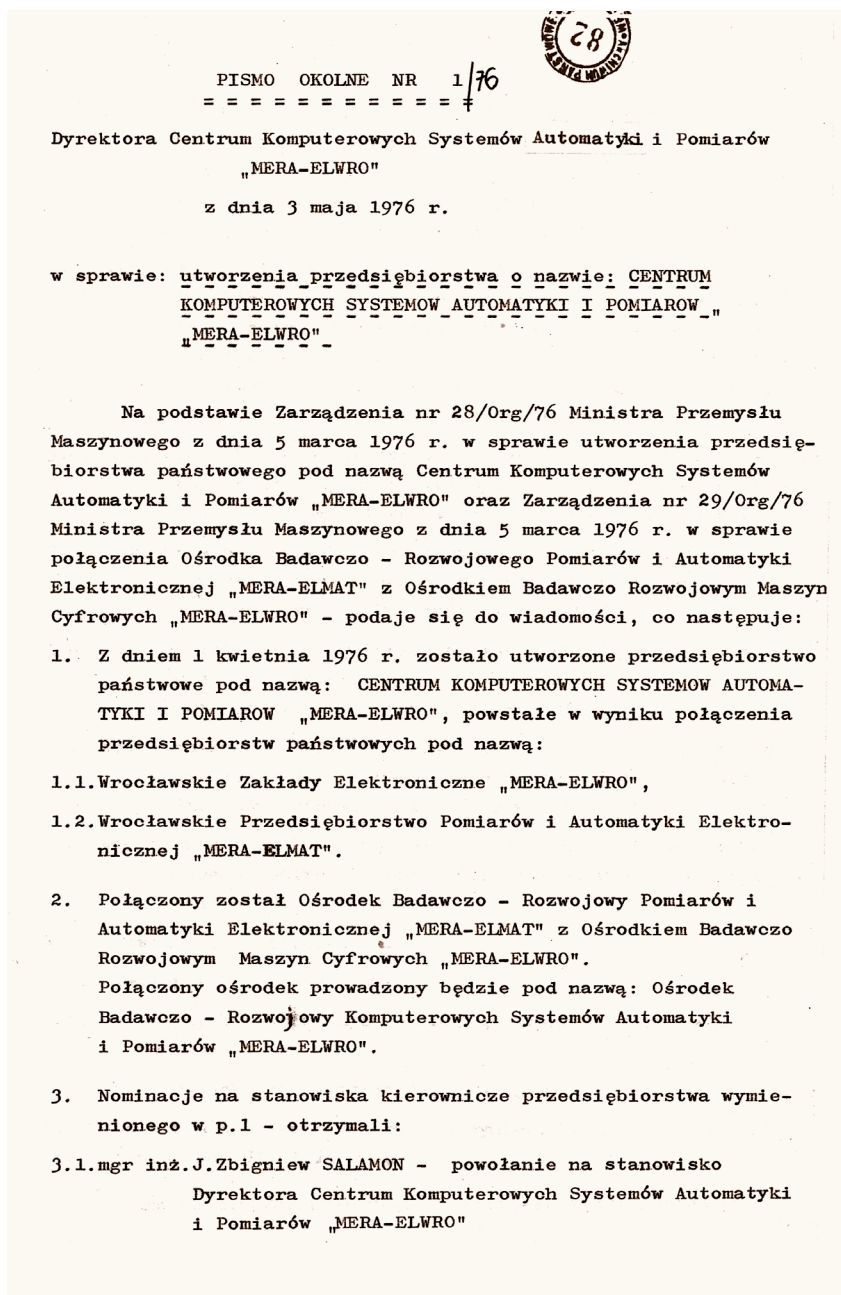 82
ARCHIWUM PAŃSTWOWE
PISMO OKOLNE NR 1/76
= = = = = = = = = = = =
Dyrektora Centrum Komputerowych Systemów Automatyki i Pomiarów
„MERA-ELWRO"
z dnia 3 maja 1976 r.
w sprawie: utworzenia przedsiębiorstwa o nazwie: CENTRUM
KOMPUTEROWYCH SYSTEMOW AUTOMATYKI I POMIAROW „
„MERA-ELWRO"
Na podstawie Zarządzenia nr 28/Org/76 Ministra Przemysłu
Maszynowego z dnia 5 marca 1976 r. w sprawie utworzenia przedsię-
biorstwa państwowego pod nazwą Centrum Komputerowych Systemów
Automatyki i Pomiarów „MERA-ELWRO" oraz Zarządzenia nr 29/Org/76
Ministra Przemysłu Maszynowego z dnia 5 marca 1976 r. w sprawie
połączenia Ośrodka Badawczo - Rozwojowego Pomiarów i Automatyki
Elektronicznej „MERA-ELMAT" z Ośrodkiem Badawczo Rozwojowym Maszyn
Cyfrowych „MERA-ELWRO" - podaje się do wiadomości, co następuje:
1. Z dniem 1 kwietnia 1976 r. zostało utworzone przedsiębiorstwo
państwowe pod nazwą: CENTRUM KOMPUTEROWYCH SYSTEMOW AUTOMA-
TYKI I POMIAROW „MERA-ELWRO", powstałe w wyniku połączenia
przedsiębiorstw państwowych pod nazwą:
1.1.Wrocławskie Zakłady Elektroniczne „MERA-ELWRO",
1.2.Wrocławskie Przedsiębiorstwo Pomiarów i Automatyki Elektro-
nicznej „MERA-ELMAT".
2. Połączony został Ośrodek Badawczo - Rozwojowy Pomiarów i
Automatyki Elektronicznej „MERA-ELMAT" z Ośrodkiem Badawczo
Rozwojowym Maszyn Cyfrowych „MERA-ELWRO".
Połączony ośrodek prowadzony będzie pod nazwą: Ośrodek
Badawczo - Rozwojowy Komputerowych Systemów Automatyki
i Pomiarów „MERA-ELWRO".
3. Nominacje na stanowiska kierownicze przedsiębiorstwa wymie-
nionego w p.1 - otrzymali:
3.1.mgr inż.J.Zbigniew SALAMON - powołanie na stanowisko
Dyrektora Centrum Komputerowych Systemów Automatyki
i Pomiarów „MERA-ELWRO"